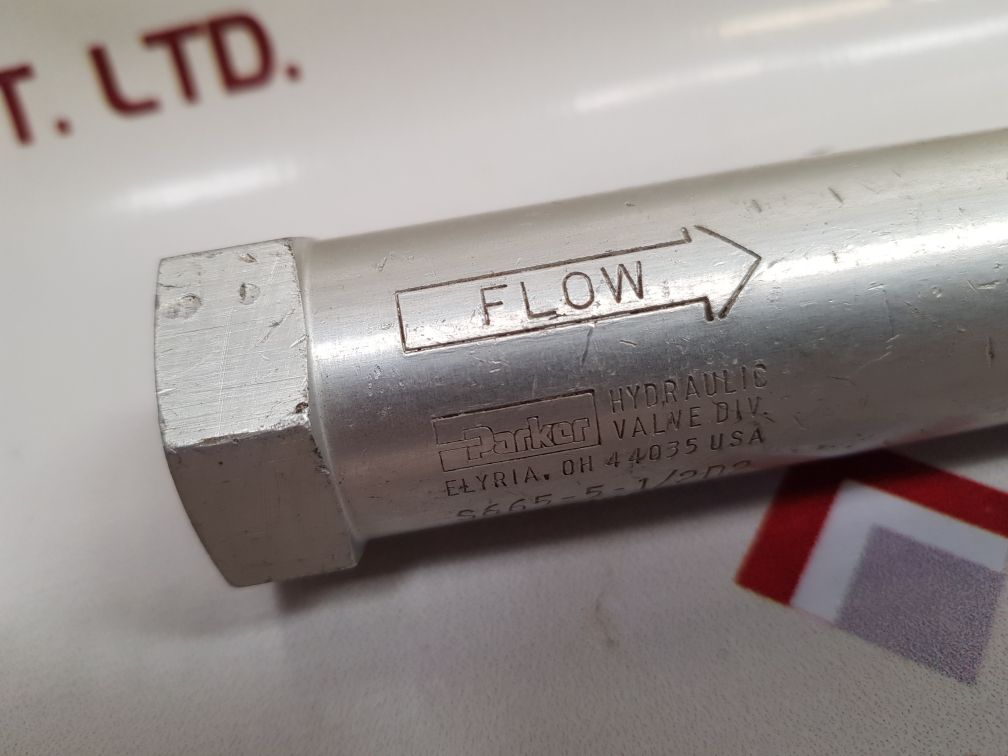 T. LTD.
FLOW
Parker
HYDRAULIC
VALVE DIV.
ELYRIA, OH 44035 USA